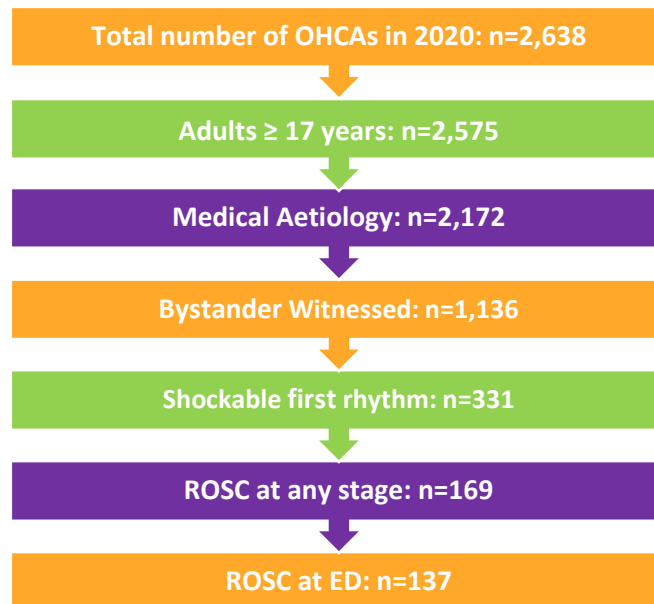 Total number of OHCAs in 2020: n=2,638
Adults ≥ 17 years: n=2,575
Medical Aetiology: n=2,172
Bystander Witnessed: n=1,136
Shockable first rhythm: n=331
ROSC at any stage: n=169
ROSC at ED: n=137